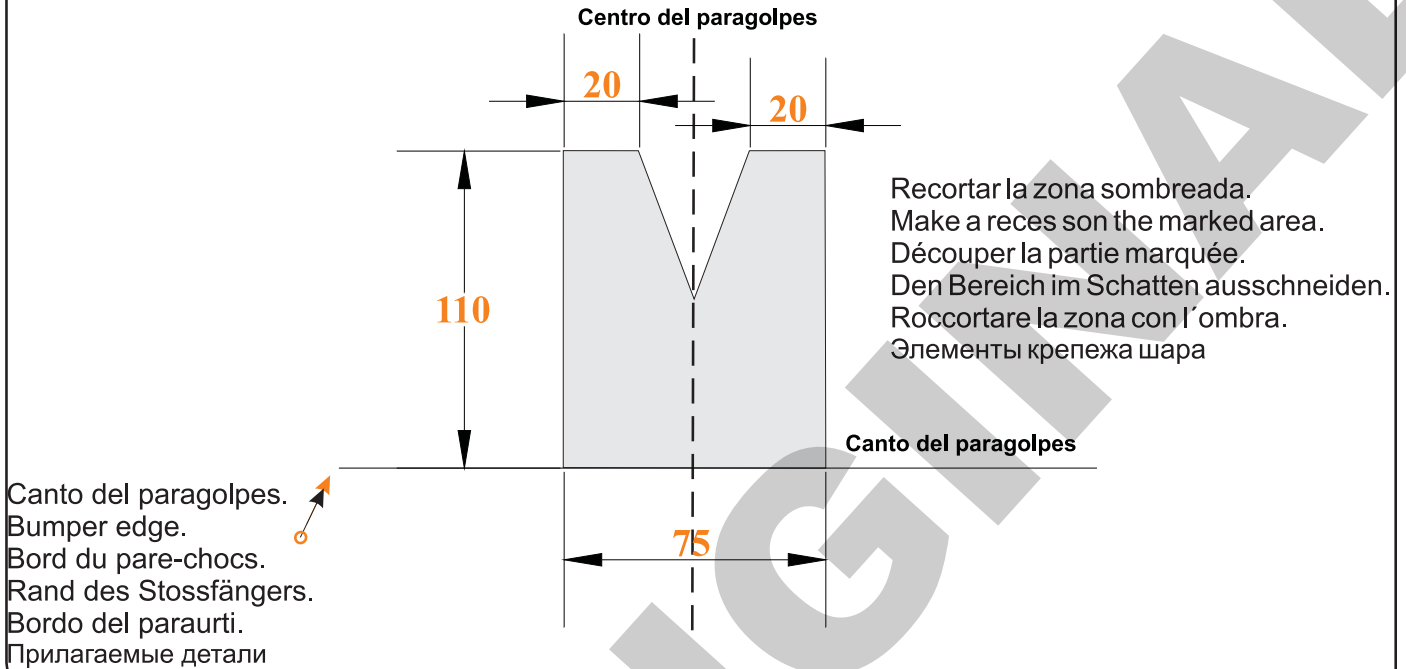 Centro del paragolpes
20
20
Recortar la zona sombreada.
Make a reces son the marked area.
Découper la partie marquée.
Den Bereich im Schatten ausschneiden.
Roccortare la zona con l´ombra.
Элементы крепежа шара
110
Canto del paragolpes
Canto del paragolpes.
Bumper edge.
Bord du pare-chocs.
Rand des Stossfängers.
Bordo del paraurti.
Прилагаемые детали
75
GINAL